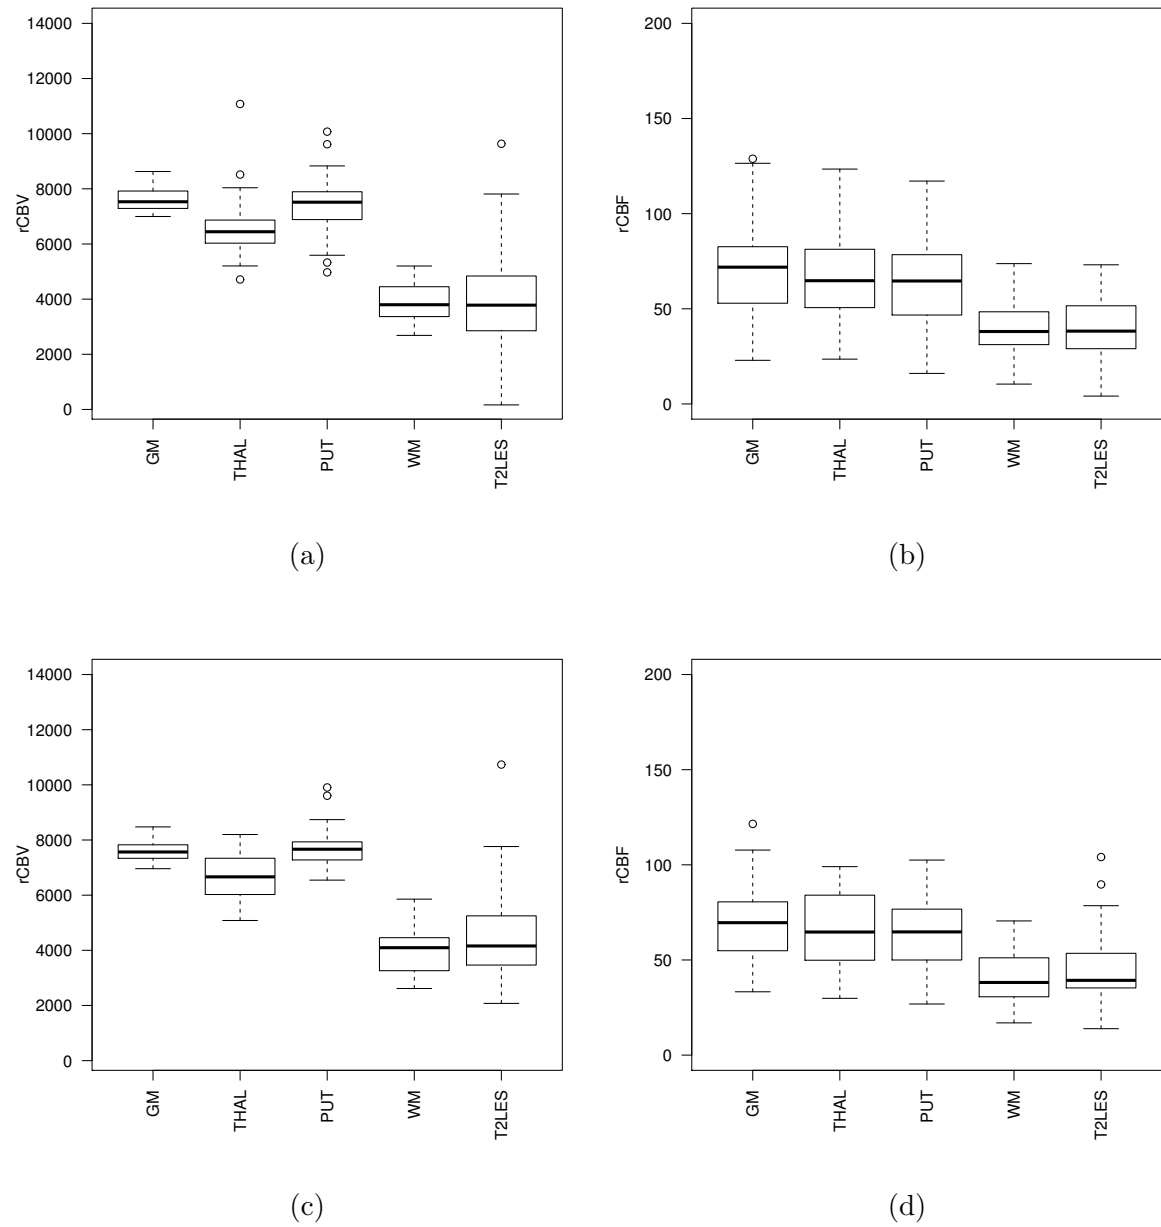 14000
12000
10000
8000
6000
4000
2000
0
rCBV
GM
THAL
PUT
WM
T2LES
(a)
200
150
100
50
0
rCBF
GM
THAL
PUT
WM
T2LES
(b)
14000
12000
10000
8000
6000
4000
2000
0
rCBV
GM
THAL
PUT
WM
T2LES
(c)
200
150
100
50
0
rCBF
GM
THAL
PUT
WM
T2LES
(d)